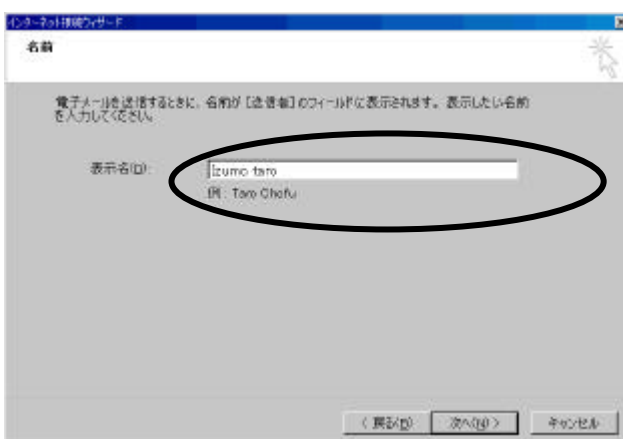 インターネット接続ウィザード
名前
電子メールを送信するときに、名前が [送信者] のフィールドに表示されます。表示したい名前
を入力してください。
表示名(D):
Izumo taro
例 : Taro Chofu
< 戻る(B)
次へ(N) >
キャンセル